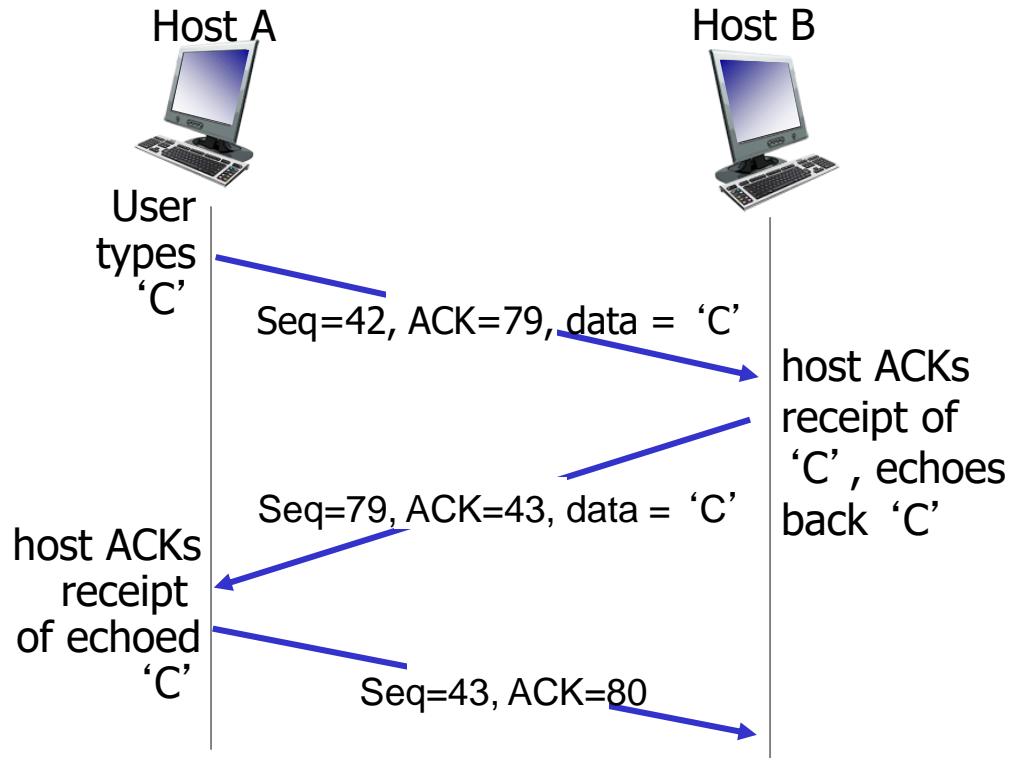 Host A
Host B
User
types
‘C’
Seq=42, ACK=79, data = ‘C’
host ACKs
receipt of
‘C’, echoes
back ‘C’
Seq=79, ACK=43, data = ‘C’
host ACKs
receipt
of echoed
‘C’
Seq=43, ACK=80